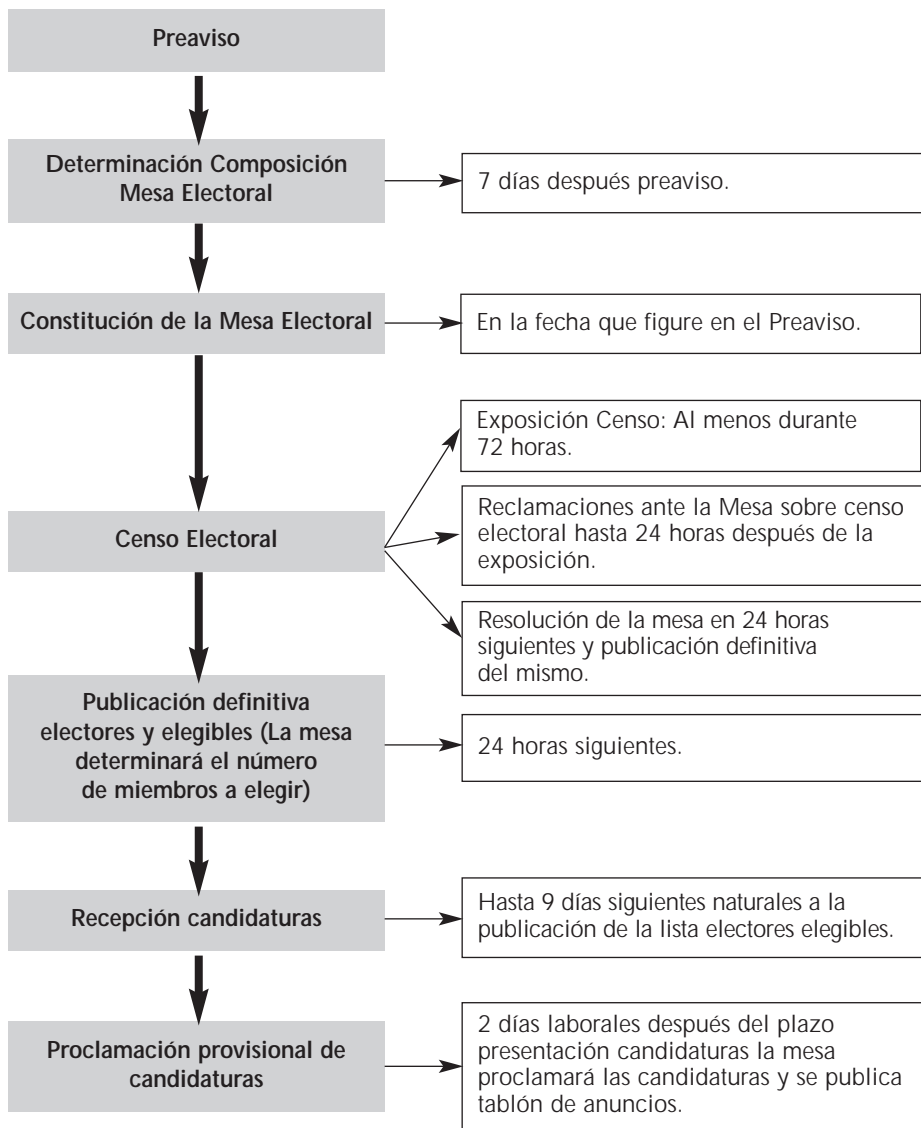 Preaviso
Determinación Composición
Mesa Electoral
7 días después preaviso.
Constitución de la Mesa Electoral
En la fecha que figure en el Preaviso.
Exposición Censo: Al menos durante
72 horas.
Censo Electoral
Reclamaciones ante la Mesa sobre censo
electoral hasta 24 horas después de la
exposición.
Resolución de la mesa en 24 horas
siguientes y publicación definitiva
del mismo.
Publicación definitiva
electores y elegibles (La mesa
determinará el número
de miembros a elegir)
24 horas siguientes.
Recepción candidaturas
Hasta 9 días siguientes naturales a la
publicación de la lista electores elegibles.
Proclamación provisional de
candidaturas
2 días laborales después del plazo
presentación candidaturas la mesa
proclamará las candidaturas y se publica
tablón de anuncios.